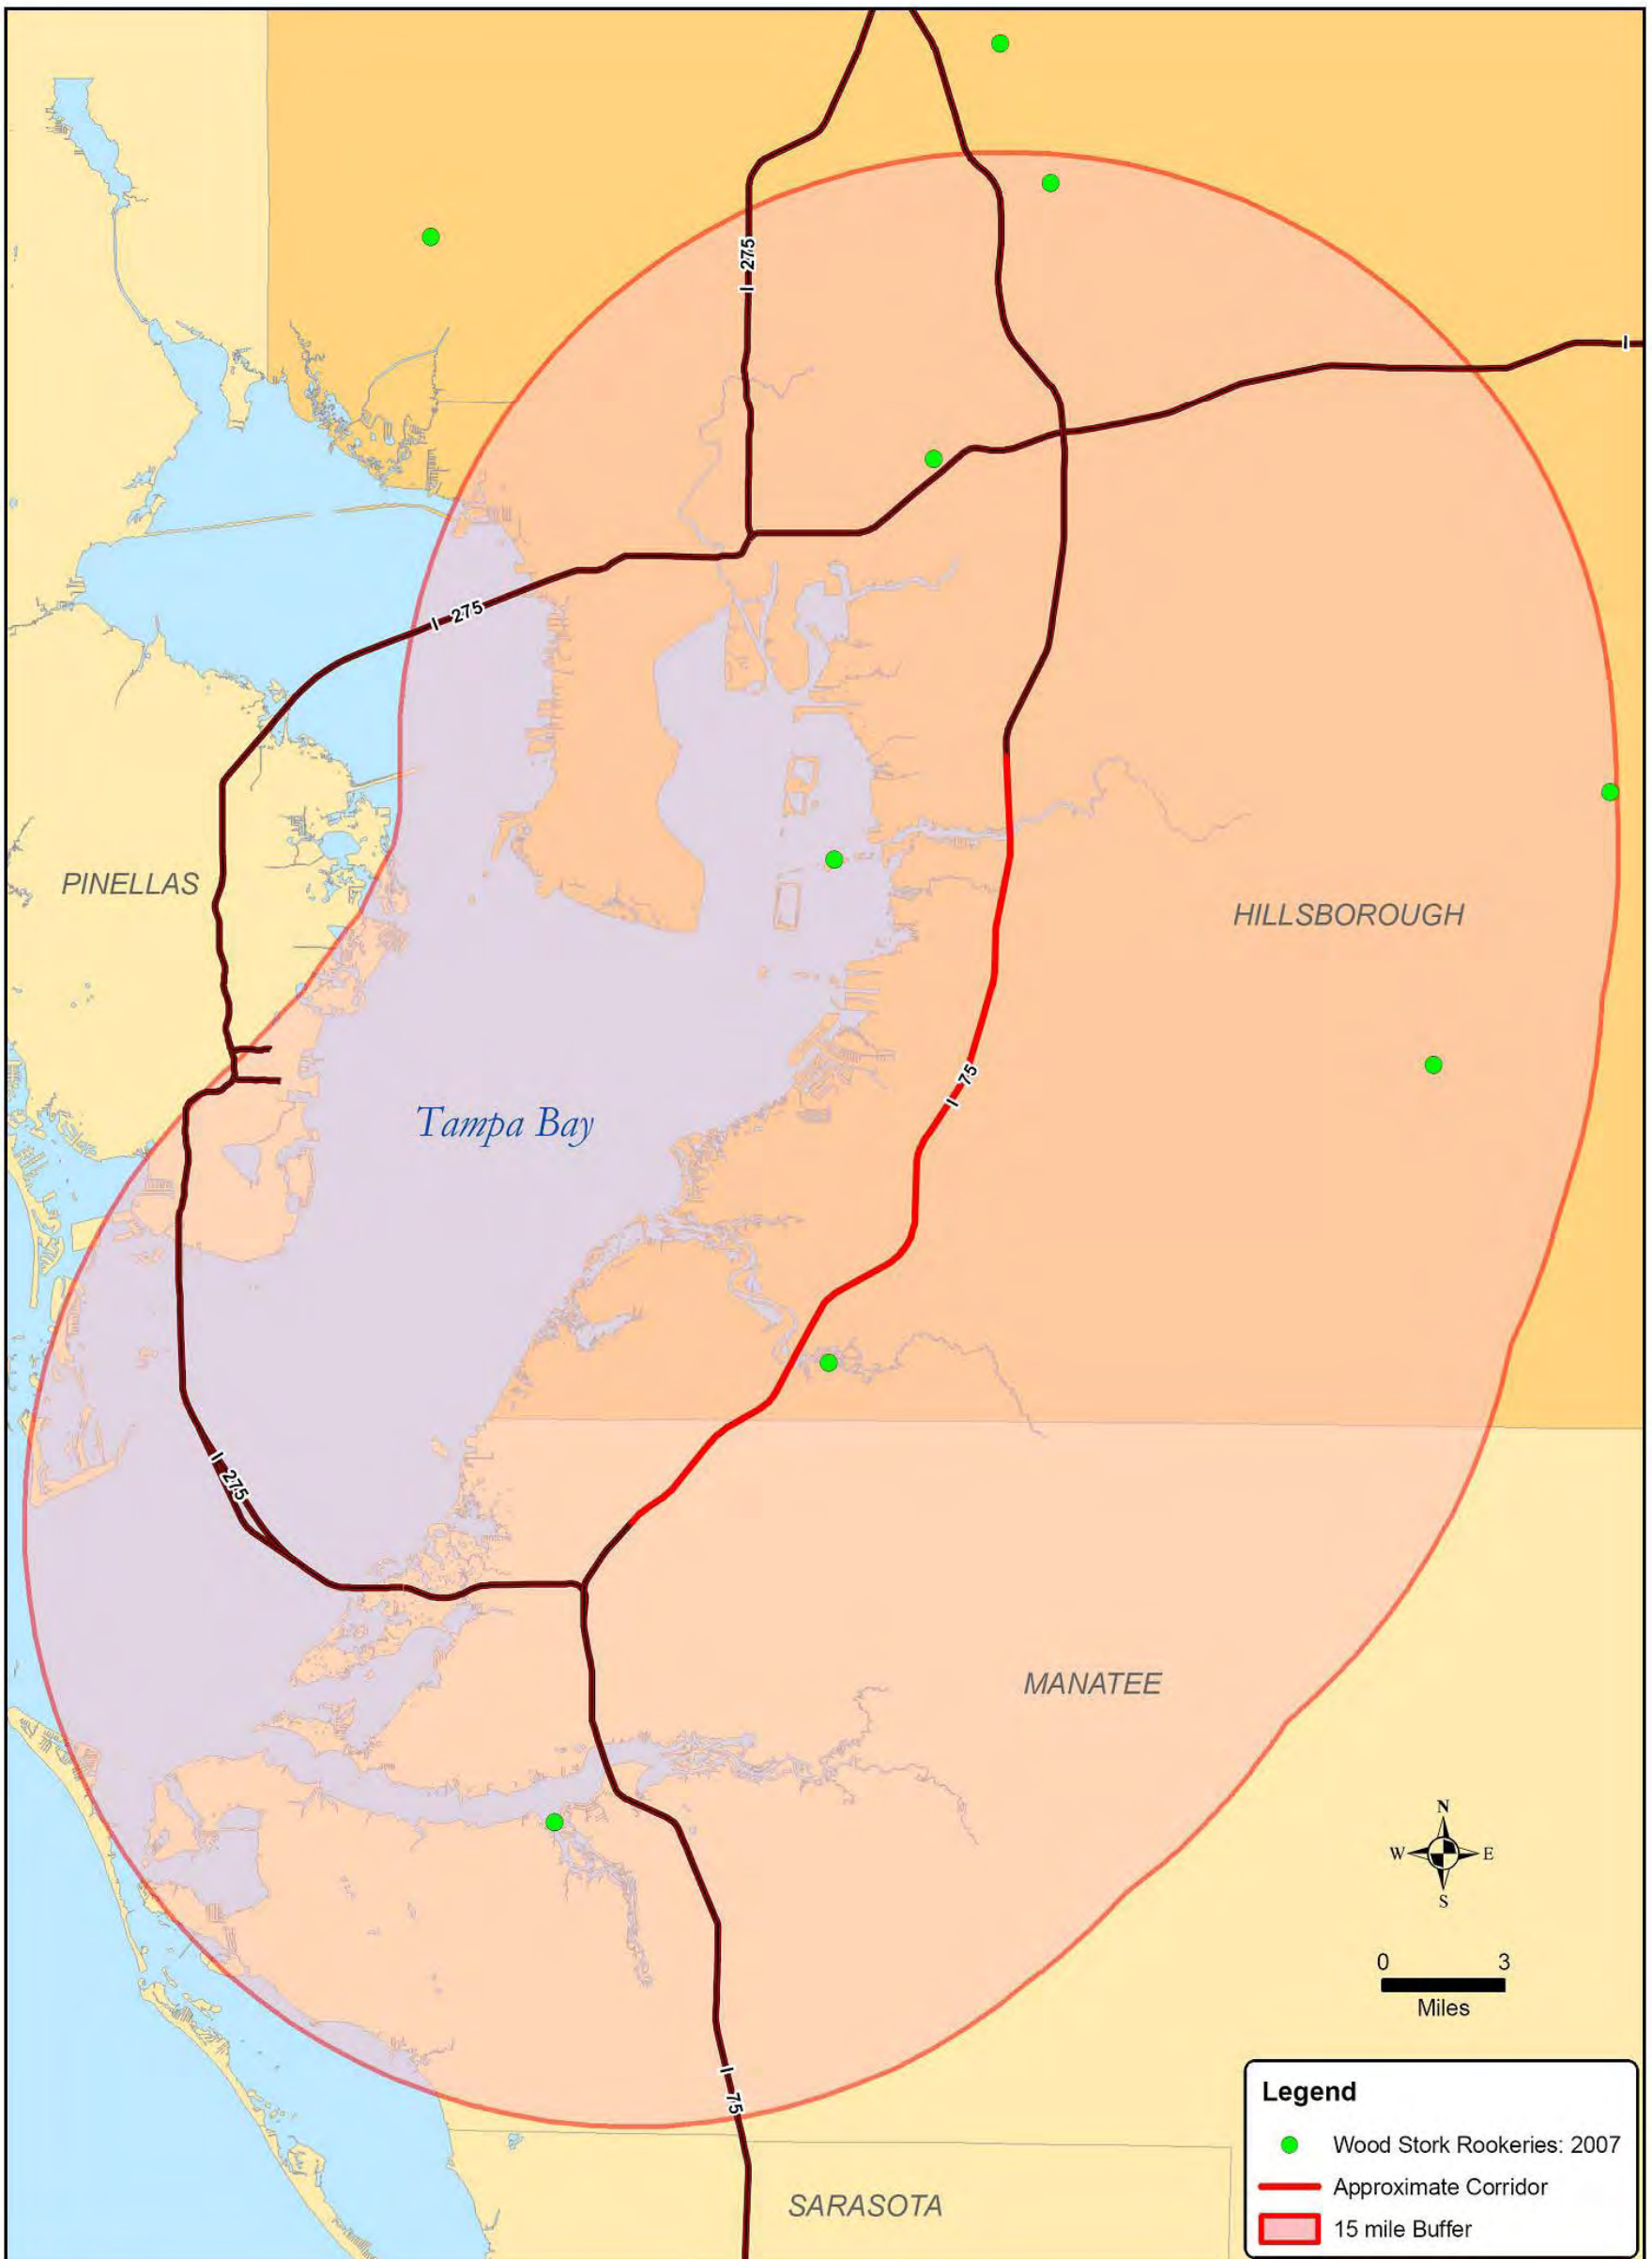 I 275
I
I 275
PINELLAS
HILLSBOROUGH
I 75
Tampa Bay
I 275
MANATEE
N
W E
S
0 3
Miles
I 75
SARASOTA
Legend
Wood Stork Rookeries: 2007
Approximate Corridor
15 mile Buffer